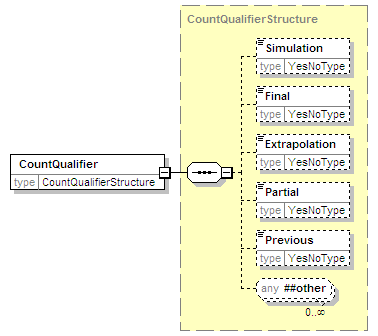 CountQualifierStructure
Simulation
type YesNoType
Final
type YesNoType
Extrapolation
type YesNoType
CountQualifier
type CountQualifierStructure
Partial
type YesNoType
Previous
type YesNoType
any ##other
0..∞